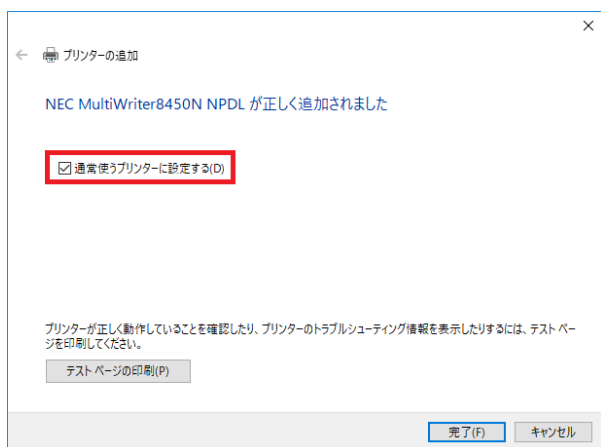 プリンターの追加
NEC MultiWriter8450N NPDL が正しく追加されました
通常使うプリンターに設定する(D)
プリンターが正しく動作していることを確認したり、プリンターのトラブルシューティング情報を表示したりするには、テスト ペー
ジを印刷してください。
テスト ページの印刷(P)
完了(F) キャンセル